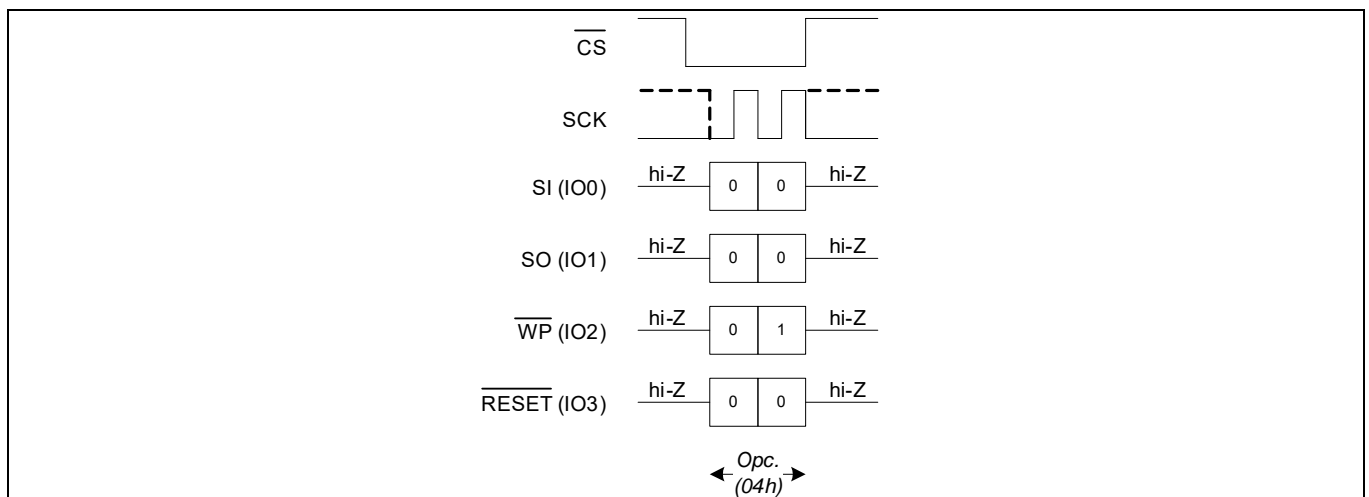 CS
SCK
hi-Z 0 0 hi-Z
SI (IO0)
hi-Z 0 0 hi-Z
SO (IO1)
hi-Z 0 1 hi-Z
WP (IO2)
hi-Z 0 0 hi-Z
RESET (IO3)
Opc.
(04h)